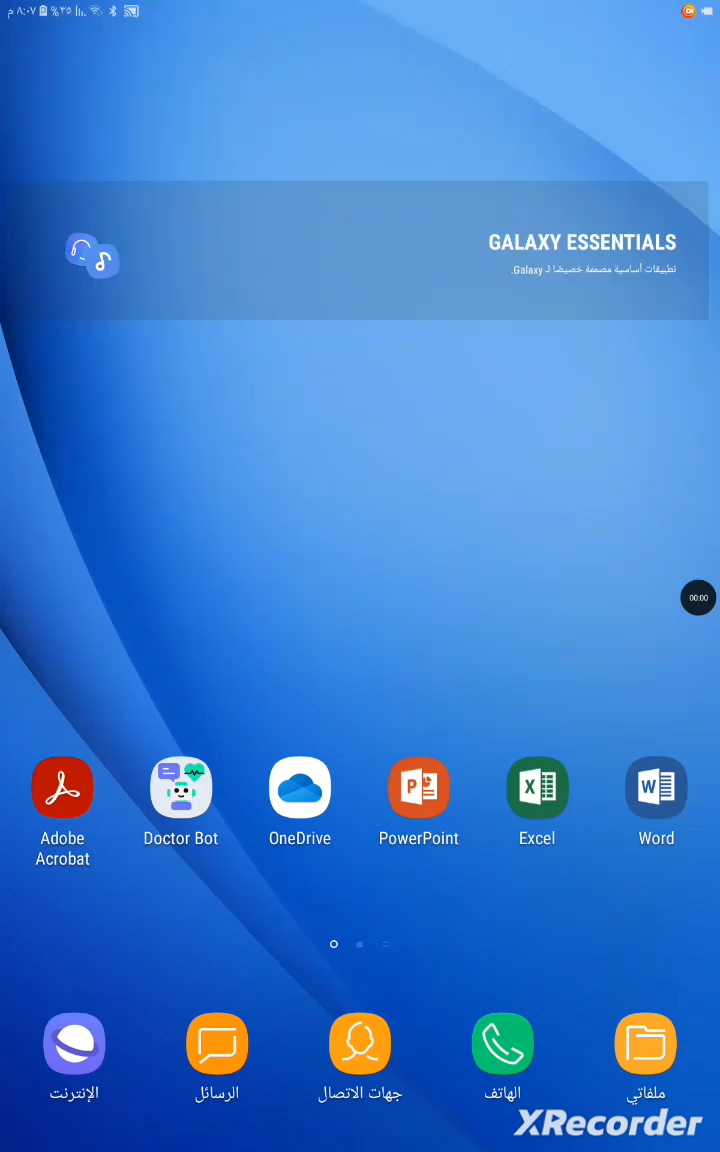 ٨:٠٧ م
%٣٥
GALAXY ESSENTIALS
تطبيقات أساسية مصممة خصيصًا لـ Galaxy.
00:00
Adobe Acrobat
Doctor Bot
OneDrive
PowerPoint
Excel
Word
الإنترنت
الرسائل
جهات الاتصال
الهاتف
ملفاتي
XRecorder